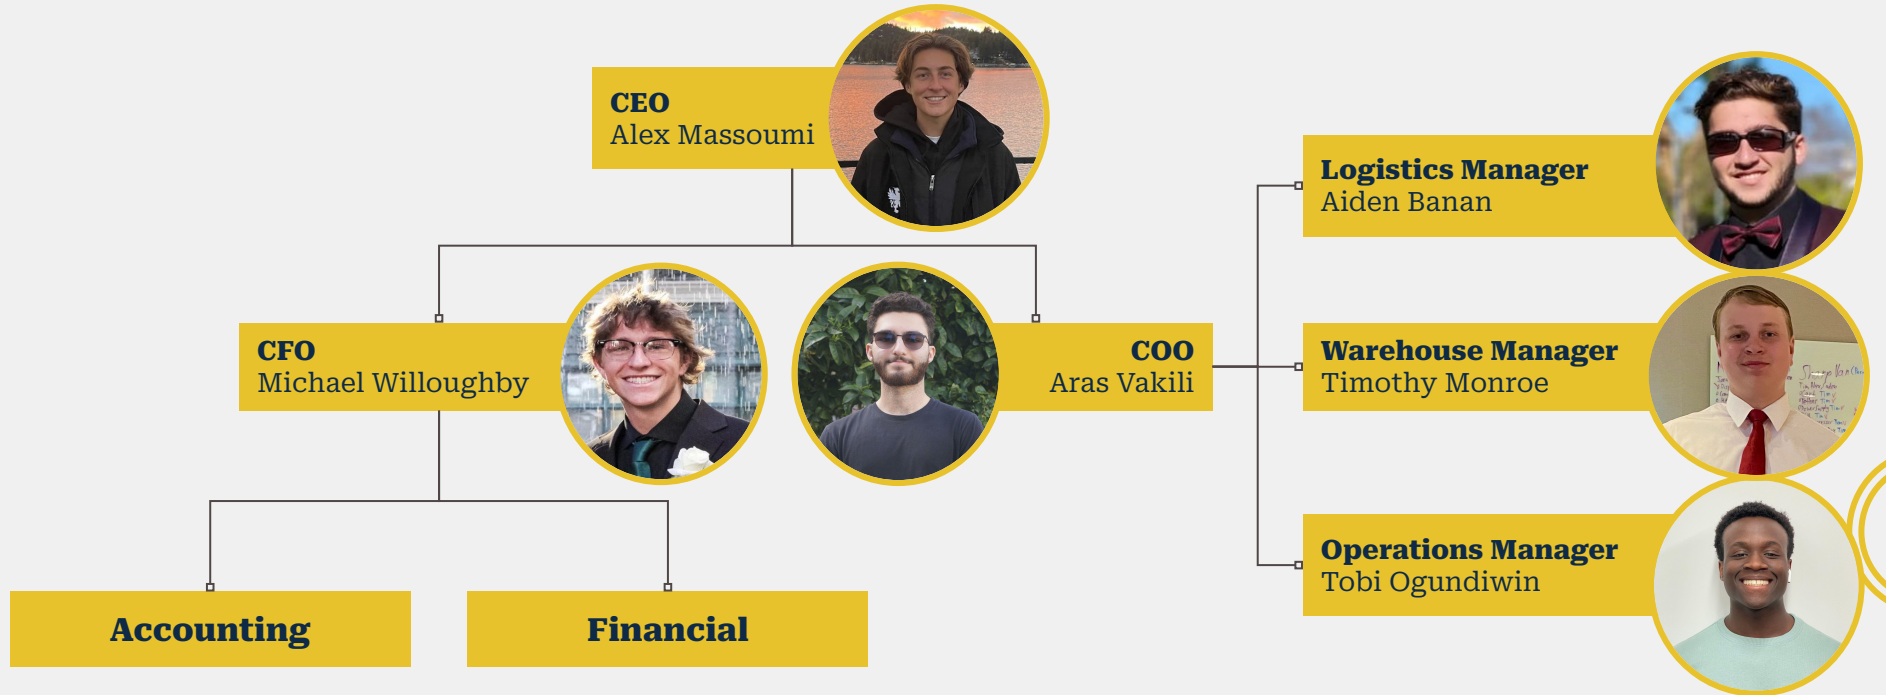 CEO
Alex Massoumi
CFO
Michael Willoughby
COO
Aras Vakili
Logistics Manager
Aiden Banan
Warehouse Manager
Timothy Monroe
Operations Manager
Tobi Ogundiwin
Accounting
Financial